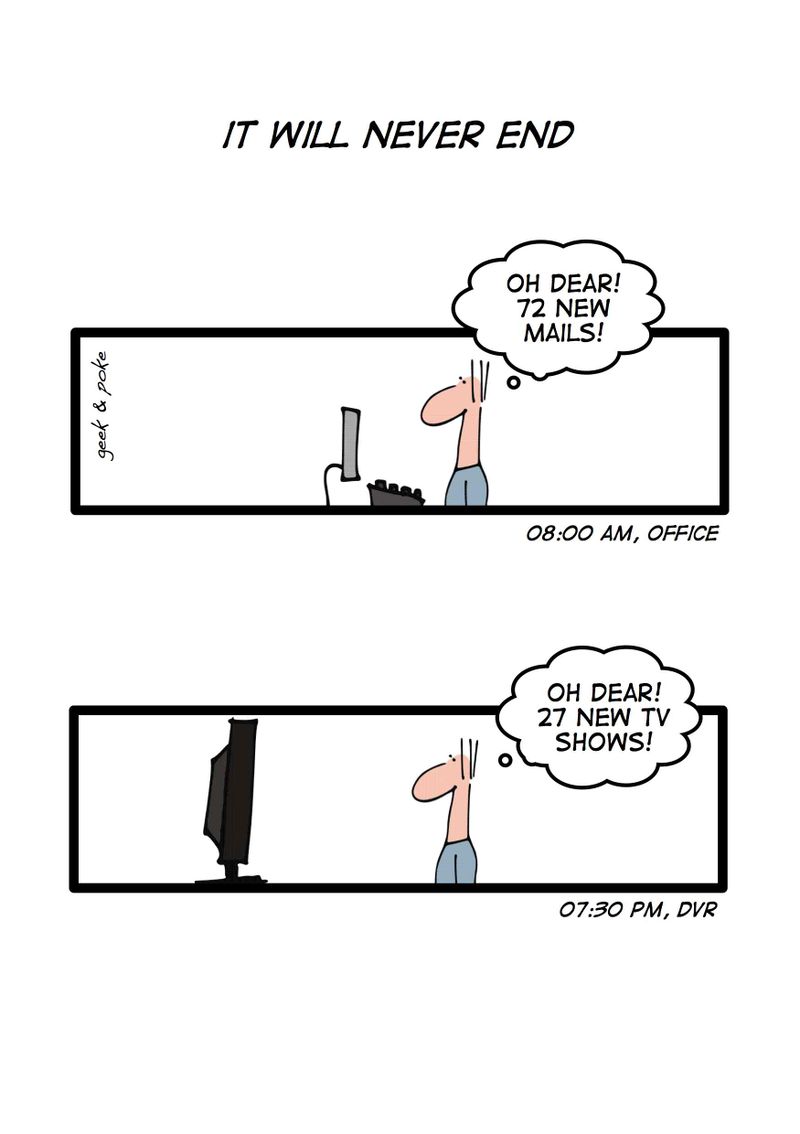 IT WILL NEVER END
OH DEAR!
72 NEW
MAILS!
geek & poke
08:00 AM, OFFICE
OH DEAR!
27 NEW TV
SHOWS!
07:30 PM, DVR